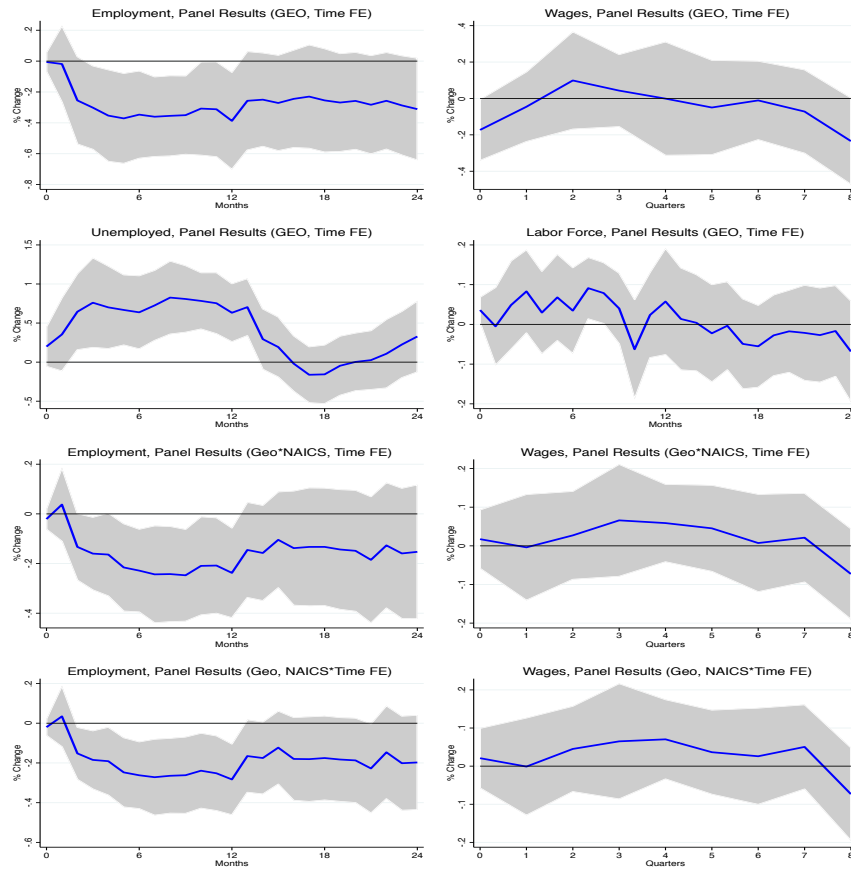 Employment, Panel Results (GEO, Time FE)
% Change
.2
0
-.2
-.4
-.6
-.8
0 6 12 18 24
Months
Wages, Panel Results (GEO, Time FE)
% Change
.4
.2
0
-.2
-.4
0 1 2 3 4 5 6 7 8
Quarters
Unemployed, Panel Results (GEO, Time FE)
% Change
1.5
1
.5
0
-.5
0 6 12 18 24
Months
Labor Force, Panel Results (GEO, Time FE)
% Change
.2
.1
0.0
-.1
-.2
0 6 12 18 2
Months
Employment, Panel Results (Geo*NAICS, Time FE)
% Change
.2
0
-.2
-.4
0 6 12 18 24
Months
Wages, Panel Results (Geo*NAICS, Time FE)
% Change
.2
.1
0
-.1
-.2
0 1 2 3 4 5 6 7 8
Quarters
Employment, Panel Results (Geo, NAICS*Time FE)
% Change
.2
0
-.2
-.4
-.6
0 6 12 18 24
Months
Wages, Panel Results (Geo, NAICS*Time FE)
% Change
.2
.1
0
-.1
-.2
0 1 2 3 4 5 6 7 8
Quarters